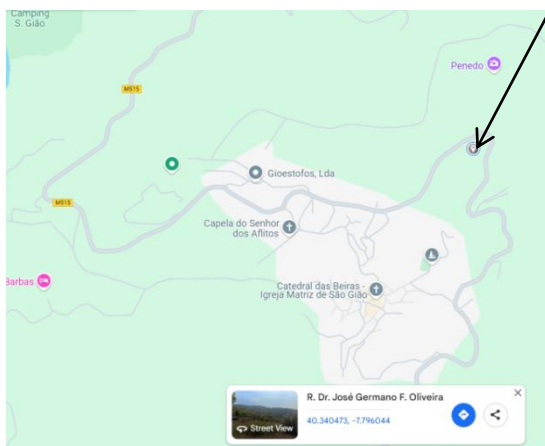 Camping
S. Gião
Penedo
M515
Gioestofos, Lda
M515
Capela do Senhor
dos Aflitos
Barbas
Catedral das Beiras -
Igreja Matriz de São Gião
R. Dr. José Germano F. Oliveira
40.340473, -7.796044
Street View